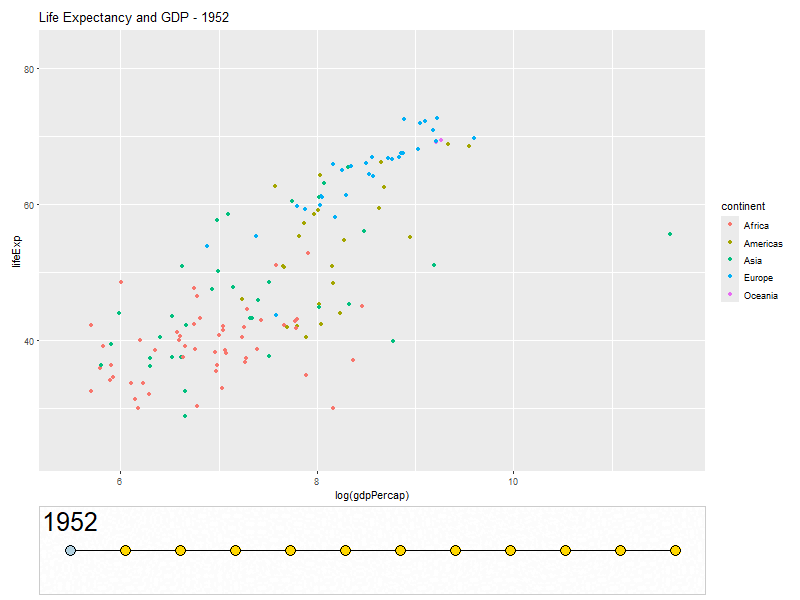 Life Expectancy and GDP - 1952
lifeExp
80
60
40
6 8 10
log(gdpPercap)
continent
Africa
Americas
Asia
Europe
Oceania
1952